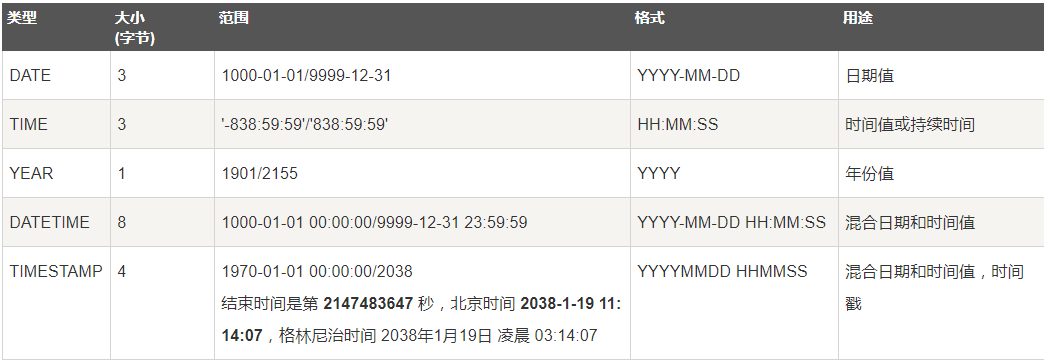 类型 大小 范围 格式 用途
(字节)
DATE 3 1000-01-01/9999-12-31 YYYY-MM-DD 日期值
TIME 3 '-838:59:59'/'838:59:59' HH:MM:SS 时间值或持续时间
YEAR 1 1901/2155 YYYY 年份值
DATETIME 8 1000-01-01 00:00:00/9999-12-31 23:59:59 YYYY-MM-DD HH:MM:SS 混合日期和时间值
TIMESTAMP 4 1970-01-01 00:00:00/2038 YYYYMMDD HHMMSS 混合日期和时间值，时间
结束时间是第 2147483647 秒，北京时间 2038-1-19 11: 戳
14:07，格林尼治时间 2038年1月19日 凌晨 03:14:07